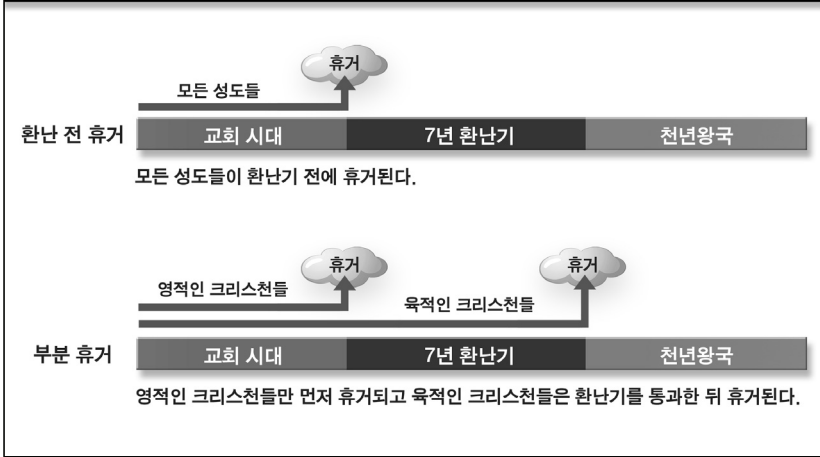 휴거
모든 성도들
환난 전 휴거 교회 시대 7년 환난기 천년왕국
모든 성도들이 환난기 전에 휴거된다.
휴거 휴거
영적인 크리스천들 육적인 크리스천들
부분 휴거 교회 시대 7년 환난기 천년왕국
영적인 크리스천들만 먼저 휴거되고 육적인 크리스천들은 환난기를 통과한 뒤 휴거된다.